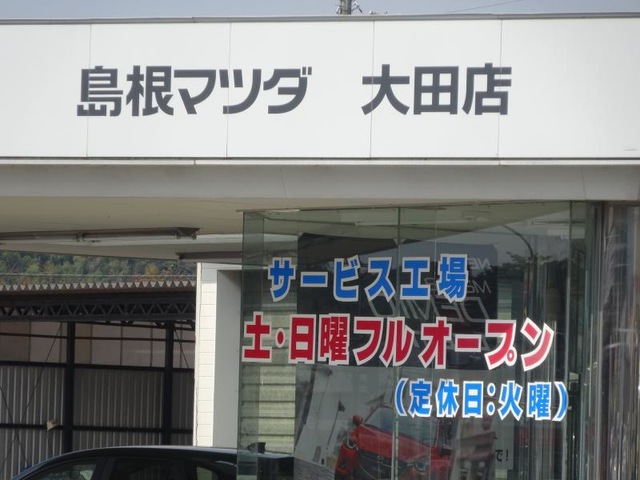 島根マツダ　大田店
サービス工場
土・日曜フルオープン
(定休日:火曜)